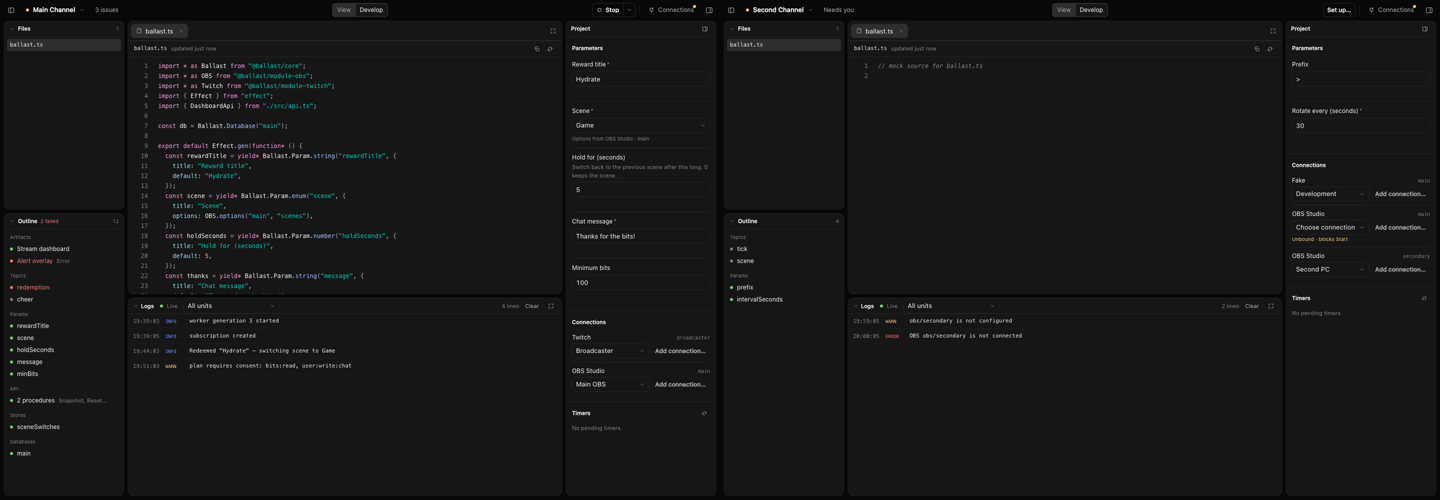 Main Channel
3 issues
View
Develop
Stop
Connections
Files
1
ballast.ts
Outline
2 failed
12
Artifacts
Stream dashboard
Alert overlay
Error
Topics
redemption
cheer
Params
rewardTitle
scene
holdSeconds
message
minBits
API
2 procedures
Snapshot, Reset...
Stores
sceneSwitches
Databases
main
ballast.ts ×
ballast.ts updated just now
1 import * as Ballast from "@ballast/core";
2 import * as OBS from "@ballast/module-obs";
3 import * as Twitch from "@ballast/module-twitch";
4 import { Effect } from "effect";
5 import { DashboardApi } from "./src/api.ts";
6
7 const db = Ballast.Database("main");
8
9 export default Effect.gen(function* () {
10 const rewardTitle = yield* Ballast.Param.string("rewardTitle", {
11 title: "Reward title",
12 default: "Hydrate",
13 });
14 const scene = yield* Ballast.Param.enum("scene", {
15 title: "Scene",
16 options: OBS.options("main", "scenes"),
17 });
18 const holdSeconds = yield* Ballast.Param.number("holdSeconds", {
19 title: "Hold for (seconds)",
20 default: 5,
21 });
22 const thanks = yield* Ballast.Param.string("message", {
23 title: "Chat message",
Logs
Live
All units
4 lines
Clear
19:39:03 INFO worker generation 3 started
19:39:05 INFO subscription created
19:44:03 INFO Redeemed "Hydrate" — switching scene to Game
19:51:03 WARN plan requires consent: bits:read, user:write:chat
Project
Parameters
Reward title *
Hydrate
Scene *
Game
Options from OBS Studio · main
Hold for (seconds)
Switch back to the previous scene after this long. 0
keeps the scene.
5
Chat message *
Thanks for the bits!
Minimum bits
100
Connections
Twitch
broadcaster
Broadcaster
Add connection...
OBS Studio
main
Main OBS
Add connection...
Timers
No pending timers.
Second Channel
Needs you
View
Develop
Set up...
Connections
Files
1
ballast.ts
Outline
4
Topics
tick
scene
Params
prefix
intervalSeconds
ballast.ts ×
ballast.ts updated just now
1 // mock source for ballast.ts
2
Logs
Live
All units
2 lines
Clear
19:59:05 WARN obs/secondary is not configured
20:00:05 ERROR OBS obs/secondary is not connected
Project
Parameters
Prefix
>
Rotate every (seconds) *
30
Connections
Fake
main
Development
Add connection...
OBS Studio
main
Choose connection
Add connection...
Unbound · blocks Start
OBS Studio
secondary
Second PC
Add connection...
Timers
No pending timers.